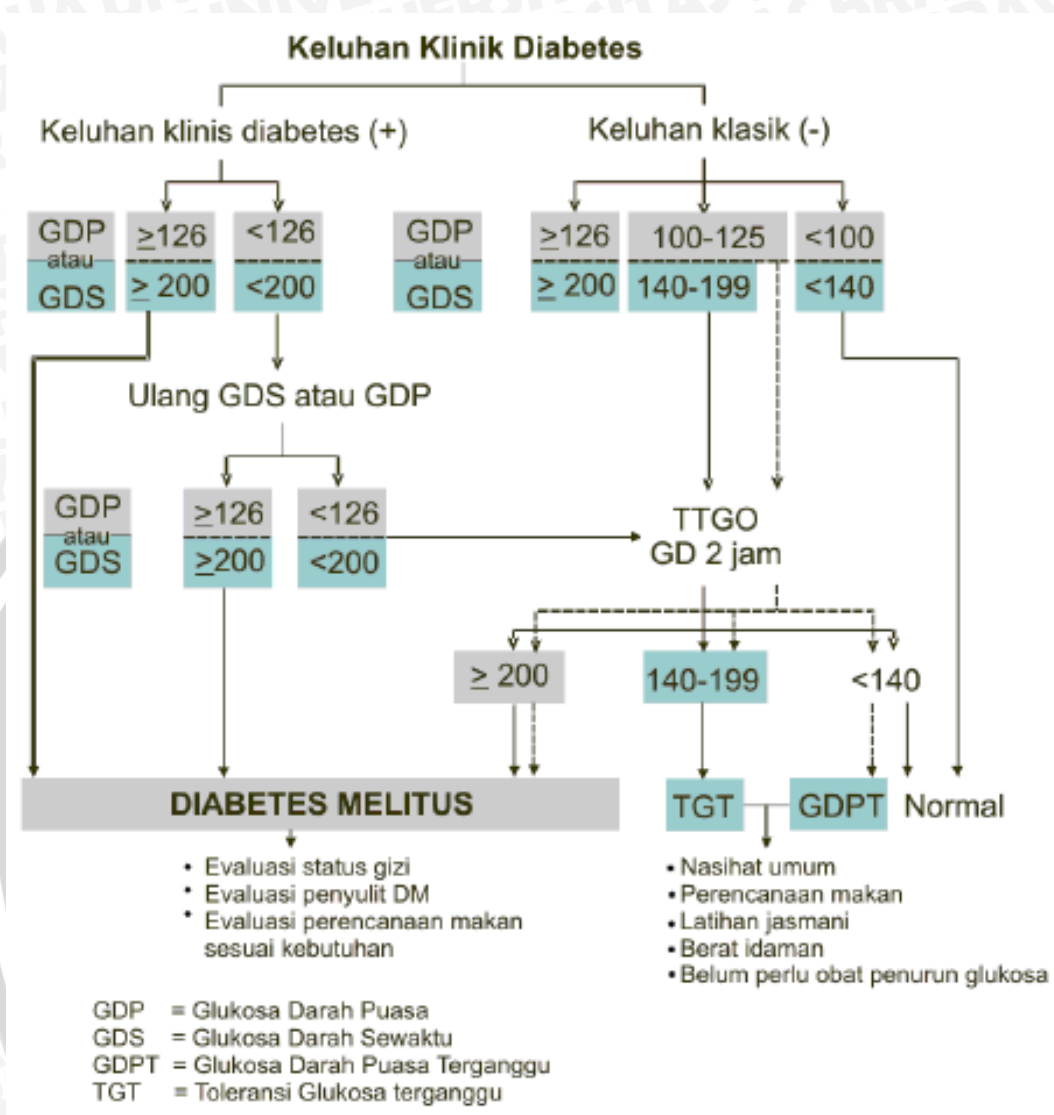 Keluhan Klinik Diabetes
Keluhan klinis diabetes (+)
Keluhan klasik (-)
GDP
atau
GDS
≥126
≥ 200
<126
<200
GDP
atau
GDS
≥126
≥ 200
100-125
140-199
<100
<140
Ulang GDS atau GDP
GDP
atau
GDS
≥126
≥200
<126
<200
TTGO
GD 2 jam
≥ 200
140-199
<140
DIABETES MELITUS
TGT
GDPT
Normal
• Evaluasi status gizi
• Evaluasi penyulit DM
• Evaluasi perencanaan makan
sesuai kebutuhan
• Nasihat umum
• Perencanaan makan
• Latihan jasmani
• Berat idaman
• Belum perlu obat penurun glukosa
GDP = Glukosa Darah Puasa
GDS = Glukosa Darah Sewaktu
GDPT = Glukosa Darah Puasa Terganggu
TGT = Toleransi Glukosa terganggu